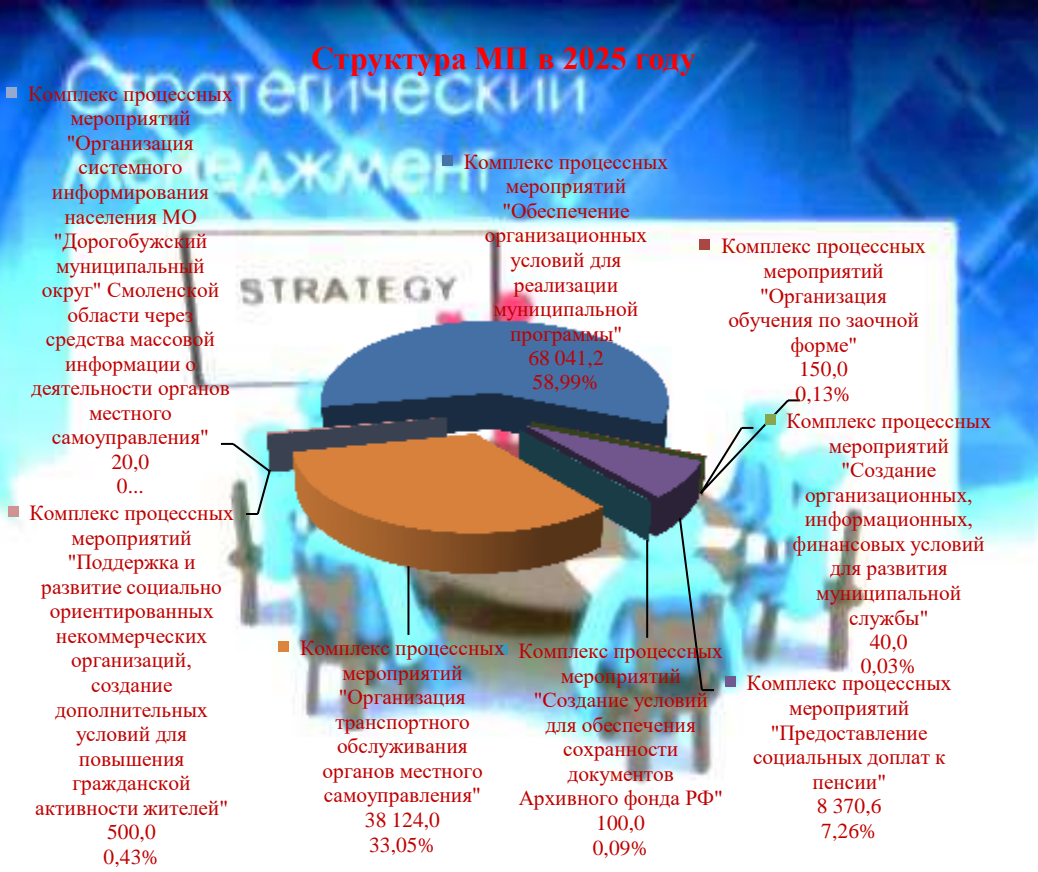 Структура МП в 2025 году
Стратегический
менеджмент
STRATEGY
Комплекс процессных
мероприятий
"Организация
системного
информирования
населения МО
"Дорогобужский
муниципальный
округ" Смоленской
области через
средства массовой
информации о
деятельности органов
местного
самоуправления"
20,0
0...
Комплекс процессных
мероприятий
"Обеспечение
организационных
условий для
реализации
муниципальной
программы"
68 041,2
58,99%
Комплекс процессных
мероприятий
"Организация
обучения по заочной
форме"
150,0
0,13%
Комплекс процессных
мероприятий
"Создание
организационных,
информационных,
финансовых условий
для развития
муниципальной
службы"
40,0
0,03%
Комплекс процессных
мероприятий
"Поддержка и
развитие социально
ориентированных
некоммерческих
организаций,
создание
дополнительных
условий для
повышения
гражданской
активности жителей"
500,0
0,43%
Комплекс процессных
мероприятий
"Организация
транспортного
обслуживания
органов местного
самоуправления"
38 124,0
33,05%
Комплекс процессных
мероприятий
"Создание условий
для обеспечения
сохранности
документов
Архивного фонда РФ"
100,0
0,09%
Комплекс процессных
мероприятий
"Предоставление
социальных доплат к
пенсии"
8 370,6
7,26%